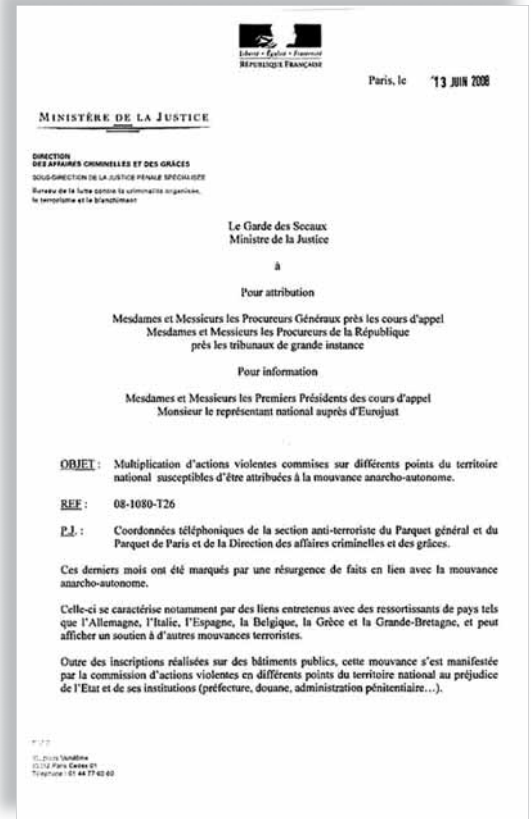 Liberté • Égalité • Fraternité
RÉPUBLIQUE FRANÇAISE
Paris, le 13 JUIN 2008
MINISTÈRE DE LA JUSTICE
DIRECTION
DES AFFAIRES CRIMINELLES ET DES GRÂCES
SOUS-DIRECTION DE LA JUSTICE PENALE SPECIALISEE
Bureau de la lutte contre la criminalité organisée,
le terrorisme et le blanchiment
Le Garde des Sceaux
Ministre de la Justice
à
Pour attribution
Mesdames et Messieurs les Procureurs Généraux près les cours d'appel
Mesdames et Messieurs les Procureurs de la République
près les tribunaux de grande instance
Pour information
Mesdames et Messieurs les Premiers Présidents des cours d'appel
Monsieur le représentant national auprès d'Eurojust
OBJET : Multiplication d'actions violentes commises sur différents points du territoire
national susceptibles d'être attribuées à la mouvance anarcho-autonome.
REF : 08-1080-T26
P.J. : Coordonnées téléphoniques de la section anti-terroriste du Parquet général et du
Parquet de Paris et de la Direction des affaires criminelles et des grâces.
Ces derniers mois ont été marqués par une résurgence de faits en lien avec la mouvance
anarcho-autonome.
Celle-ci se caractérise notamment par des liens entretenus avec des ressortissants de pays tels
que l'Allemagne, l'Italie, l'Espagne, la Belgique, la Grèce et la Grande-Bretagne, et peut
afficher un soutien à d'autres mouvances terroristes.
Outre des inscriptions réalisées sur des bâtiments publics, cette mouvance s'est manifestée
par la commission d'actions violentes en différents points du territoire national au préjudice
de l'Etat et de ses institutions (préfecture, douane, administration pénitentiaire…).
Vendôme
Paris Cedex 01
Téléphone : 01 44 77 60 60